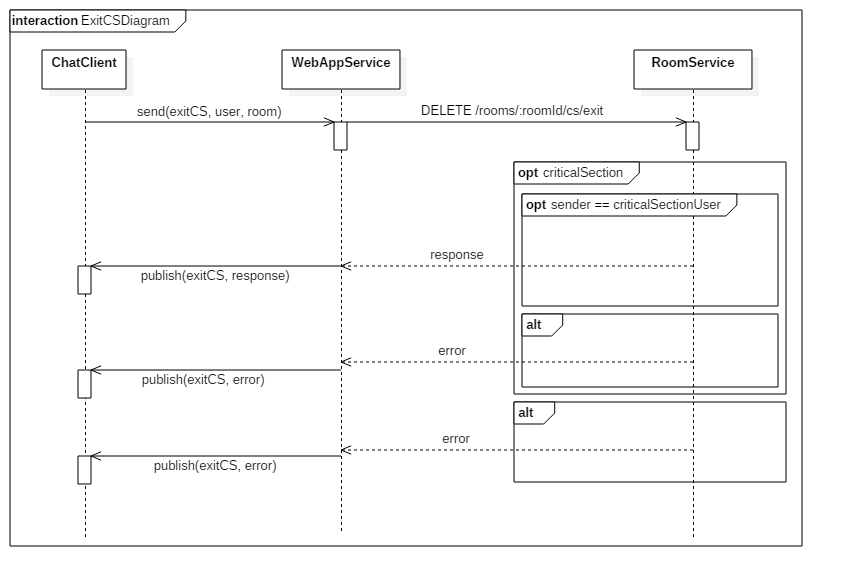 interaction ExitCSDiagram
ChatClient
WebAppService
RoomService
send(exitCS, user, room)
DELETE /rooms/:roomId/cs/exit
opt criticalSection
opt sender == criticalSectionUser
response
publish(exitCS, response)
alt
error
publish(exitCS, error)
alt
error
publish(exitCS, error)